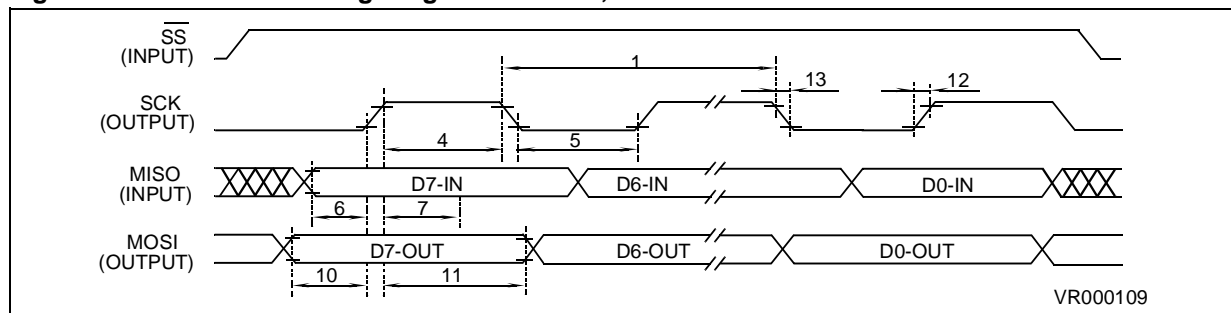 SS
(INPUT)
1
13
12
SCK
(OUTPUT)
4
5
MISO
(INPUT)
D7-IN
D6-IN
D0-IN
6
7
MOSI
(OUTPUT)
D7-OUT
D6-OUT
D0-OUT
10
11
VR000109